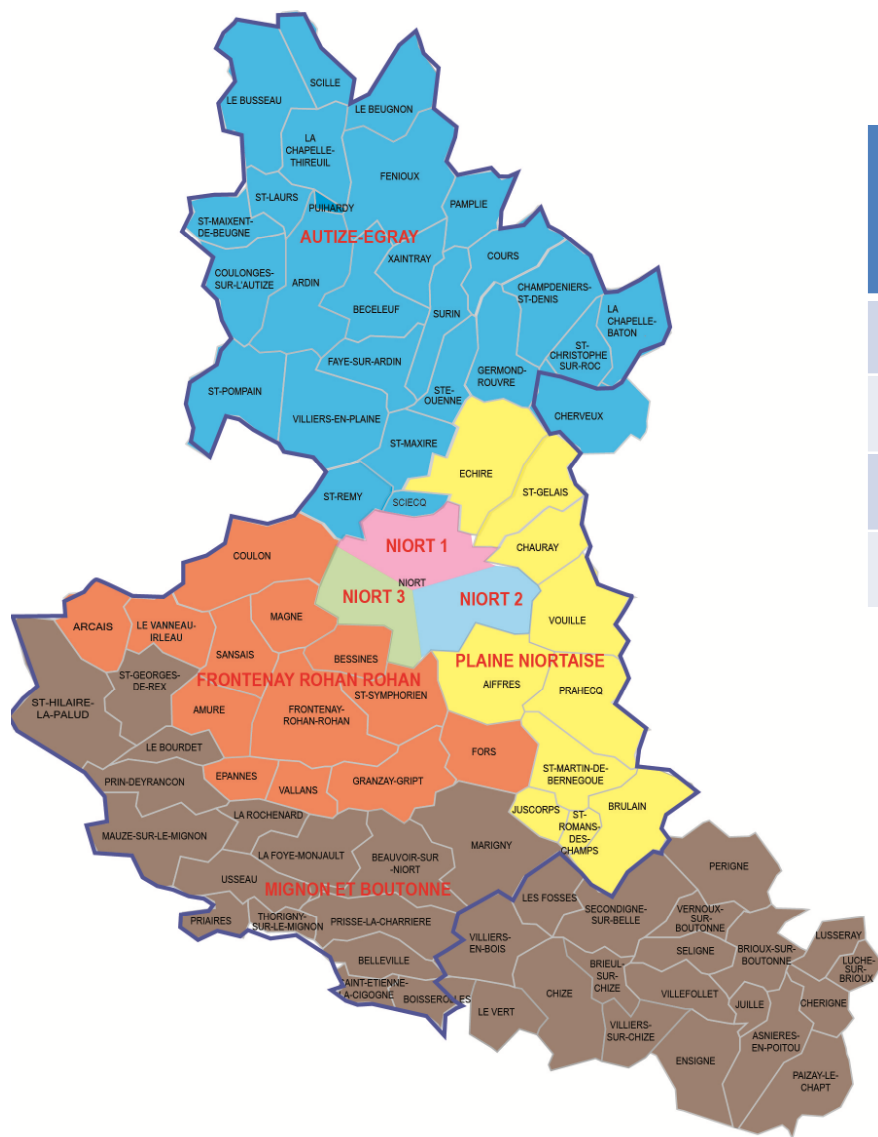 SCILLE
LE BUSSEAU
LE BEUGNON
LA
CHAPELLE-
THIREUIL
FENIOUX
ST-LAURS
PUIHARDY
PAMPLIE
ST-MAIXENT-
DE-BEUGNE
AUTIZE-EGRAY
XAINTRAY
COURS
COULONGES-
SUR-L'AUTIZE
ARDIN
CHAMPDENIERS-
ST-DENIS
BECELEUF
SURIN
LA
CHAPELLE-
BATON
ST-
CHRISTOPHE
SUR-ROC
FAYE-SUR-ARDIN
GERMOND-
ROUVRE
ST-POMPAIN
STE-
OUENNE
VILLIERS-EN-PLAINE
CHERVEUX
ST-MAXIRE
ECHIRE
ST-GELAIS
ST-REMY
SCIECQ
NIORT 1
CHAURAY
COULON
NIORT
NIORT 3
NIORT 2
MAGNE
VOUILLE
ARCAIS
LE VANNEAU-
IRLEAU
SANSAIS
BESSINES
PLAINE NIORTAISE
ST-GEORGES-
DE-REX
FRONTENAY ROHAN ROHAN
AIFFRES
PRAHECQ
ST-HILAIRE-
LA-PALUD
ST-SYMPHORIEN
AMURE
FRONTENAY-
ROHAN-ROHAN
LE BOURDET
FORS
PRIN-DEYRANCON
EPANNES
VALLANS
GRANZAY-GRIPT
ST-MARTIN-DE-
BERNEGOUE
JUSCORPS
BRULAIN
LA ROCHENARD
ST-
ROMANS-
DES-
CHAMPS
MAUZE-SUR-LE-MIGNON
MARIGNY
LA FOYE-MONJAULT
BEAUVOIR-SUR
-NIORT
PERIGNE
USSEAU
MIGNON ET BOUTONNE
LES FOSSES
SECONDIGNE-
SUR-BELLE
VERNOUX-
SUR-
BOUTONNE
PRIAIRES
THORIGNY-
SUR-LE-MIGNON
PRISSE-LA-CHARRIERE
VILLIERS-
EN-BOIS
LUSSERAY
SELIGNE
BRIOUX-SUR-
BOUTONNE
BELLEVILLE
BRIEUL-
SUR-
CHIZE
LUCHE-
SUR-
BRIOUX
SAINT-ETIENNE-
LA-CIGOGNE
BOISSEROLLES
CHIZE
VILLEFOLLET
JUILLE
CHERIGNE
LE VERT
VILLIERS-
SUR-CHIZE
ASNIERES-
EN-POITOU
ENSIGNE
PAIZAY-LE-
CHAPT